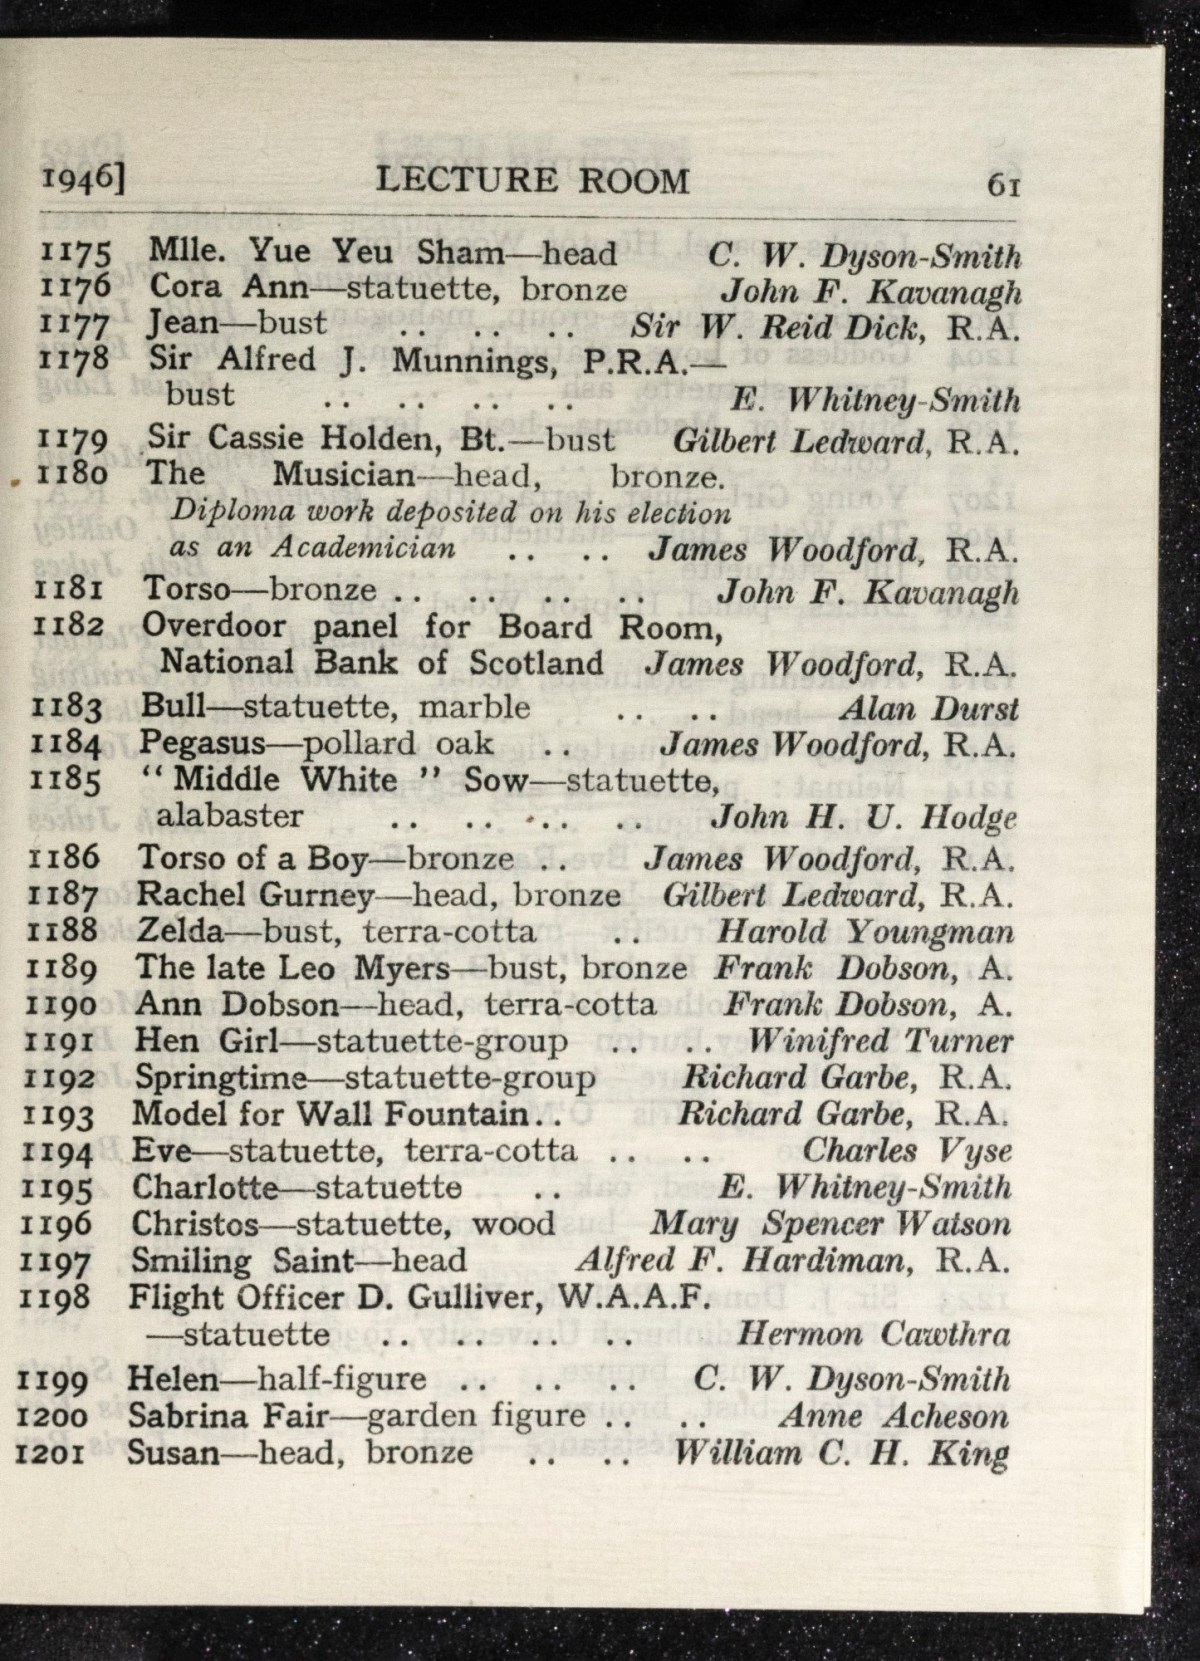 1946] LECTURE ROOM 61
1175 Mlle. Yue Yeu Sham—head C. W. Dyson-Smith
1176 Cora Ann—statuette, bronze John F. Kavanagh
1177 Jean—bust .. .. .. Sir W. Reid Dick, R.A.
1178 Sir Alfred J. Munnings, P.R.A.—
bust .. .. .. .. E. Whitney-Smith
1179 Sir Cassie Holden, Bt.—bust Gilbert Ledward, R.A.
1180 The Musician—head, bronze.
Diploma work deposited on his election
as an Academician .. .. James Woodford, R.A.
1181 Torso—bronze .. .. .. .. John F. Kavanagh
1182 Overdoor panel for Board Room,
National Bank of Scotland James Woodford, R.A.
1183 Bull—statuette, marble .. .. Alan Durst
1184 Pegasus—pollard oak .. James Woodford, R.A.
1185 “ Middle White ” Sow—statuette,
alabaster .. .. .. .. John H. U. Hodge
1186 Torso of a Boy—bronze .. James Woodford, R.A.
1187 Rachel Gurney—head, bronze Gilbert Ledward, R.A.
1188 Zelda—bust, terra-cotta .. Harold Youngman
1189 The late Leo Myers—bust, bronze Frank Dobson, A.
1190 Ann Dobson—head, terra-cotta Frank Dobson, A.
1191 Hen Girl—statuette-group .. .. Winifred Turner
1192 Springtime—statuette-group Richard Garbe, R.A.
1193 Model for Wall Fountain.. Richard Garbe, R.A.
1194 Eve—statuette, terra-cotta .. .. Charles Vyse
1195 Charlotte—statuette .. E. Whitney-Smith
1196 Christos—statuette, wood Mary Spencer Watson
1197 Smiling Saint—head Alfred F. Hardiman, R.A.
1198 Flight Officer D. Gulliver, W.A.A.F.
—statuette .. .. .. .. Hermon Cawthra
1199 Helen—half-figure .. .. .. C. W. Dyson-Smith
1200 Sabrina Fair—garden figure .. .. Anne Acheson
1201 Susan—head, bronze .. .. William C. H. King